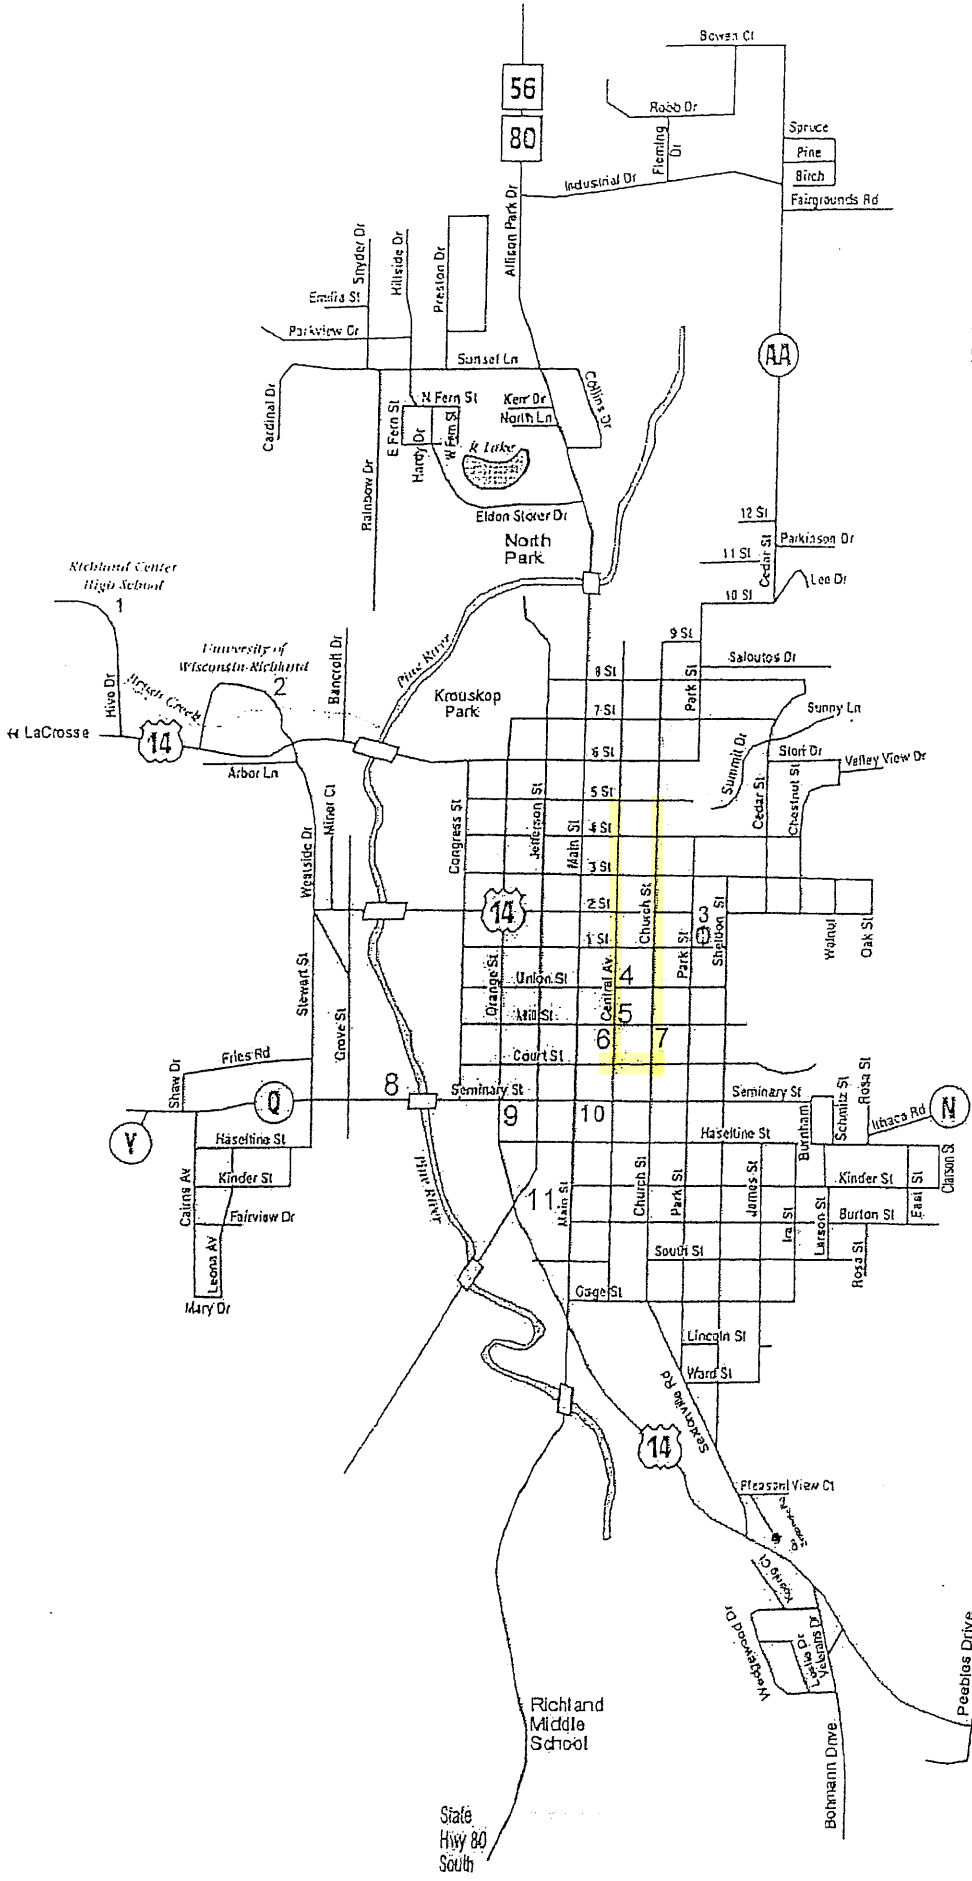 Bowen Ct
56
80
Robb Dr
Fleming Dr
Spruce
Pine
Birch
Industrial Dr
Fairgrounds Rd
Allison Park Dr
Snyder Dr
Hillside Dr
Preston Dr
Emilia St
Parkview Dr
AA
Sunset Ln
Cardinal Dr
Collins Dr
N Fern St
Kerr Dr
North Ln
E Fern St
Hardy Dr
W Fern St
Lake
Rainbow Dr
Eldon Storer Dr
North
Park
12 St
Cedar St
Parkinson Dr
11 St
Lee Dr
10 St
Richland Center
High School
1
Hive Dr
University of
Wisconsin-Richland
2
Brush Creek
Bancroft Dr
Pine River
9 St
Saloutos Dr
8 St
Park St
Krouskop
Park
7 St
Sunny Ln
LaCrosse
14
6 St
Summit Dr
Stori Dr
Valley View Dr
Arbor Ln
5 St
Cedar St
Chestnut St
Westside Dr
Minor Ct
Congress St
Jefferson St
Main St
4 St
3 St
14
2 St
Church St
3
Sheldon St
Walnut
Oak St
1 St
Park St
Stewart St
Orange St
Union St
Central Av
4
Grove St
Mill St
5
6
7
Fries Rd
Court St
Shaw Dr
Q
8
Seminary St
Seminary St
Burnham
Schmitz St
Rosa St
Ithaca Rd
N
Y
9
10
Haseltine St
Haseltine St
Kinder St
Kinder St
Clarson St
Cairns Av
Pine River
11
Main St
Church St
Park St
James St
Ira St
Larson St
Burton St
East St
Fairview Dr
Leona Av
South St
Rosa St
Mary Dr
Gage St
Lincoln St
Ward St
Sextonville Rd
14
Pleasant View Ct
Wedgewood Dr
Veterans Dr
Peebles Drive
Richland
Middle
School
Bohmann Drive
State
Hwy 80
South